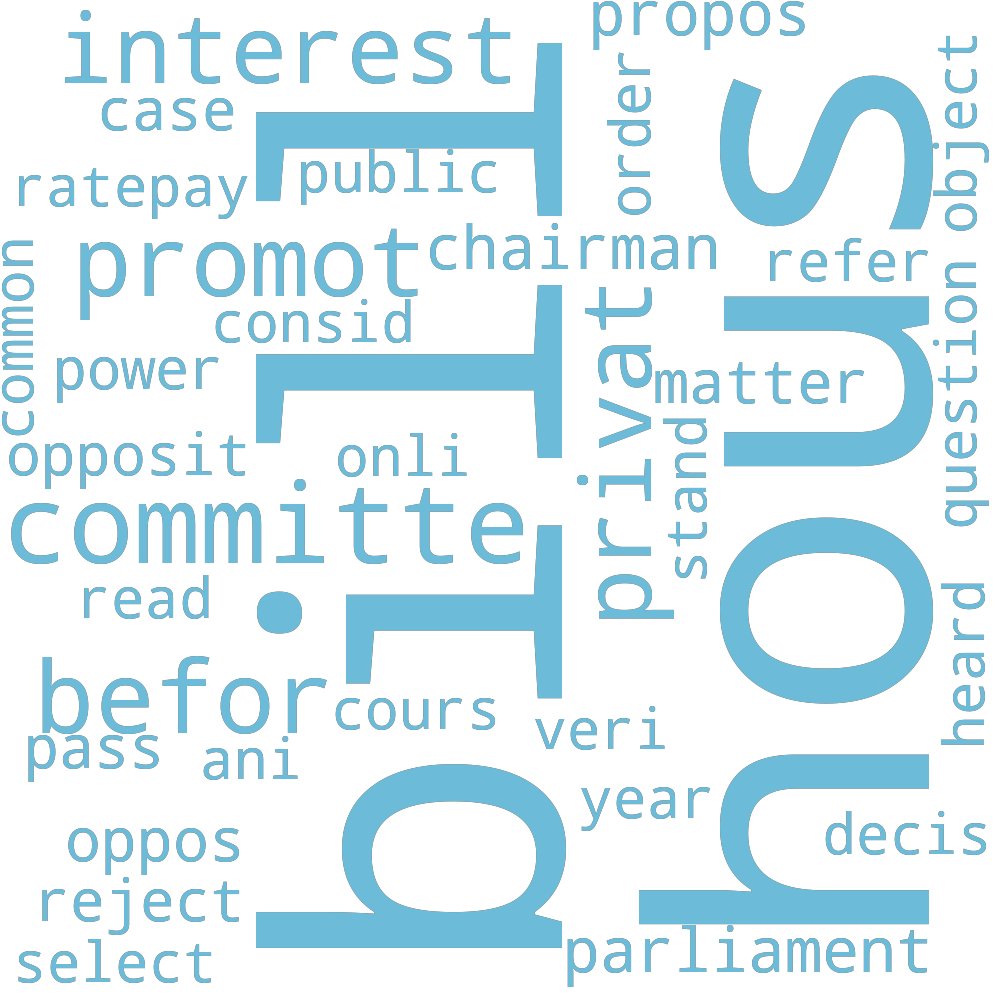 interest
propos
case
order
object
public
ratepay
promot
chairman
refer
common
consid
bill
hous
privat
power
matter
question
opposit
onli
stand
committe
read
heard
befor
cours
veri
pass
ani
year
oppos
decis
reject
select
parliament